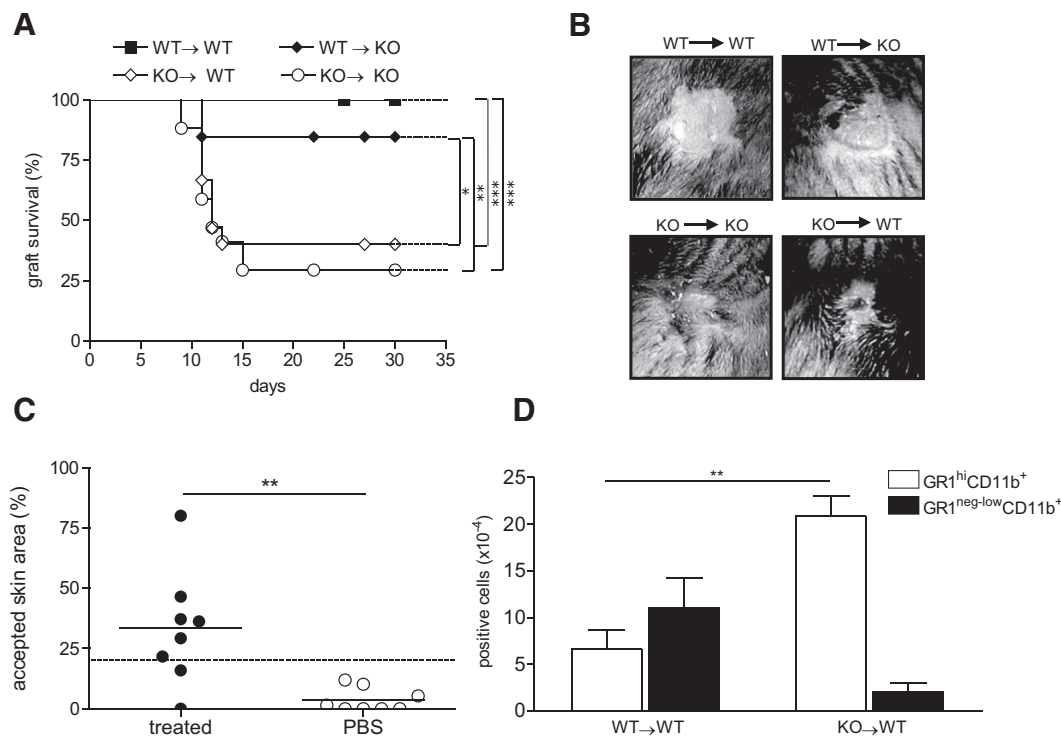 A
WT→ WT
WT→ KO
KO→ WT
KO→ KO
graft survival (%)
100
75
50
25
0
0 5 10 15 20 25 30 35
days
*
**
***
***
B
WT→ WT
WT→ KO
KO → KO
KO→ WT
C
accepted skin area (%)
100
75
50
25
0
**
treated PBS
D
positive cells (x10-4)
25
20
15
10
5
0
**
GR1hiCD11b+
GR1neg-lowCD11b+
WT→WT KO→WT